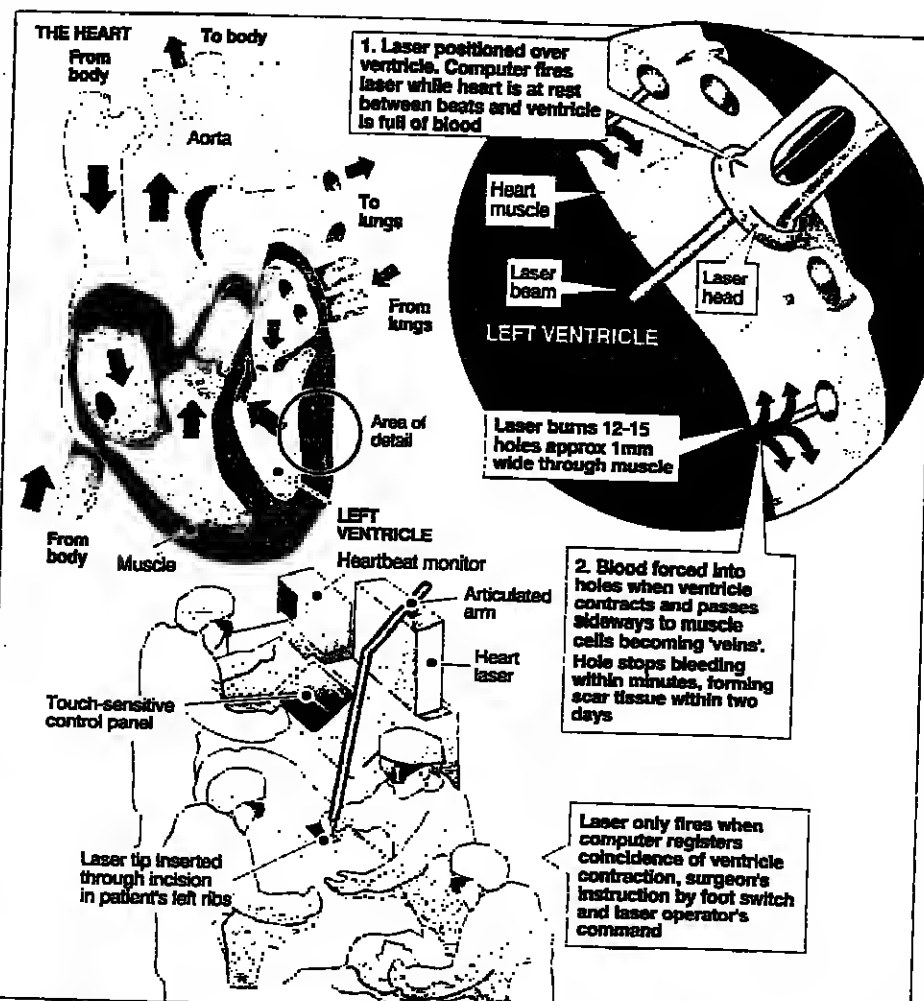 THE HEART
From
body
To body
Aorta
To
lungs
From
lungs
Area of
detail
LEFT
VENTRICLE
From
body
Muscle
1. Laser positioned over
ventricle. Computer fires
laser while heart is at rest
between beats and ventricle
is full of blood
Heart
muscle
Laser
beam
Laser
head
LEFT VENTRICLE
Laser burns 12-15
holes approx 1mm
wide through muscle
2. Blood forced into
holes when ventricle
contracts and passes
sideways to muscle
cells becoming 'veins'.
Hole stops bleeding
within minutes, forming
scar tissue within two
days
Heartbeat monitor
Articulated
arm
Heart
laser
Touch-sensitive
control panel
Laser tip inserted
through incision
in patient's left ribs
Laser only fires when
computer registers
coincidence of ventricle
contraction, surgeon's
instruction by foot switch
and laser operator's
command